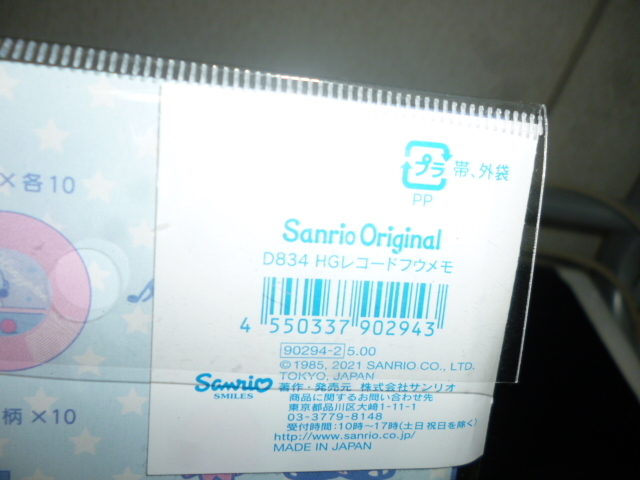 ×各10
プラ 帯、外袋
PP
Sanrio Original
D834 HGレコードフウメモ
4 550337 902943
90294-2 5.00
©1985, 2021 SANRIO CO., LTD.
TOKYO, JAPAN
Sanrio
SMILES
著作・発売元 株式会社サンリオ
商品に関するお問い合わせ先
東京都品川区大崎1-11-1
03-3779-8148
受付時間:10時〜17時(土日祝日を除く)
http://www.sanrio.co.jp/
MADE IN JAPAN
柄×10